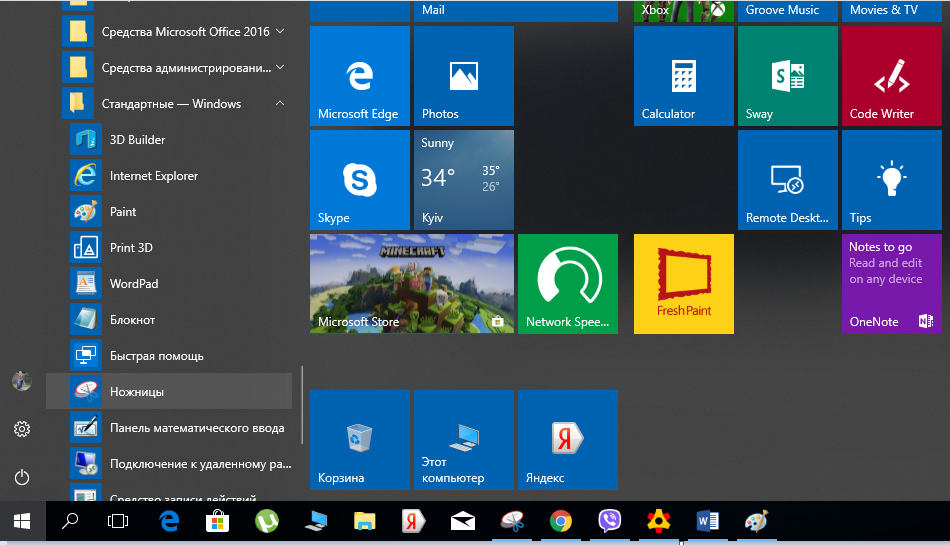 Средства Microsoft Office 2016
Средства администрировани...
Стандартные — Windows
3D Builder
Internet Explorer
Paint
Print 3D
WordPad
Блокнот
Быстрая помощь
Ножницы
Панель математического ввода
Подключение к удаленному ра...
Средство записи действий
Mail
Xbox
Groove Music
Movies & TV
Microsoft Edge
Photos
Calculator
Sway
Code Writer
Skype
Sunny
34° 35°
26°
Kyiv
Remote Deskt...
Tips
MINECRAFT
Microsoft Store
Network Spee...
Fresh Paint
Notes to go
Read and edit
on any device
OneNote
Корзина
Этот
компьютер
Я
Яндекс